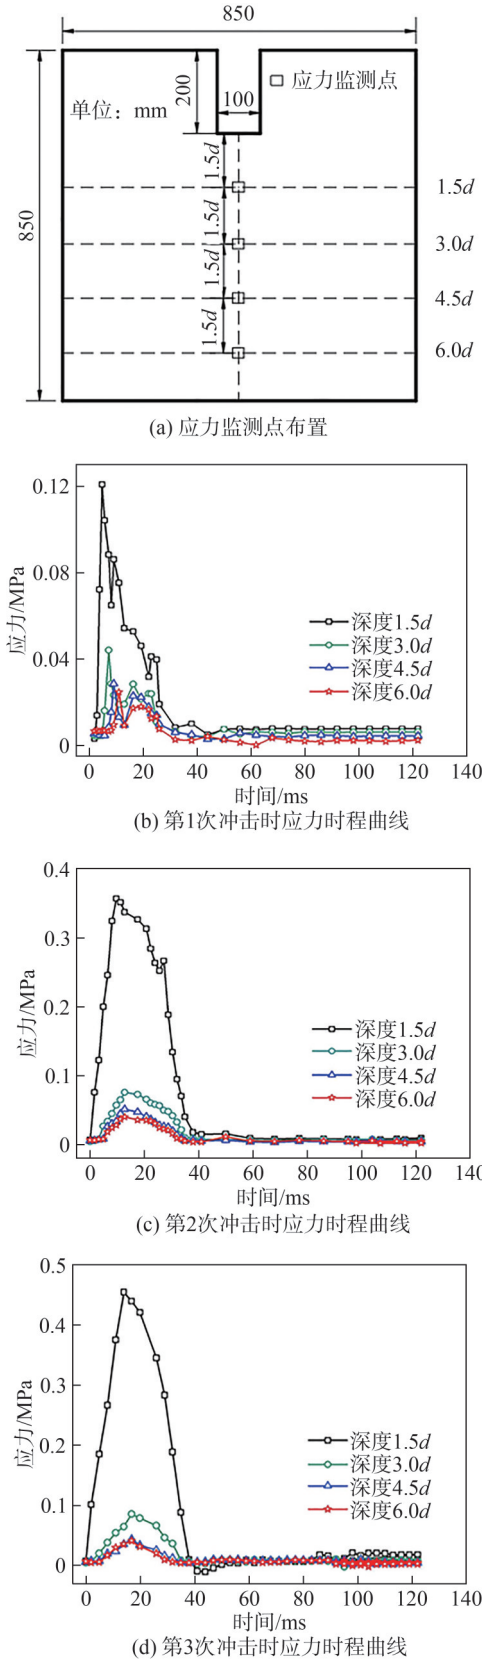 850
200
100
□ 应力监测点
单位：mm
850
1.5d
1.5d
1.5d
1.5d
1.5d
3.0d
4.5d
6.0d
(a) 应力监测点布置
应力/MPa
0.12
0.08
0.04
0
深度1.5d
深度3.0d
深度4.5d
深度6.0d
0 20 40 60 80 100 120 140
时间/ms
(b) 第1次冲击时应力时程曲线
应力/MPa
0.4
0.3
0.2
0.1
0
深度1.5d
深度3.0d
深度4.5d
深度6.0d
0 20 40 60 80 100 120 140
时间/ms
(c) 第2次冲击时应力时程曲线
应力/MPa
0.5
0.4
0.3
0.2
0.1
0
深度1.5d
深度3.0d
深度4.5d
深度6.0d
0 20 40 60 80 100 120 140
时间/ms
(d) 第3次冲击时应力时程曲线